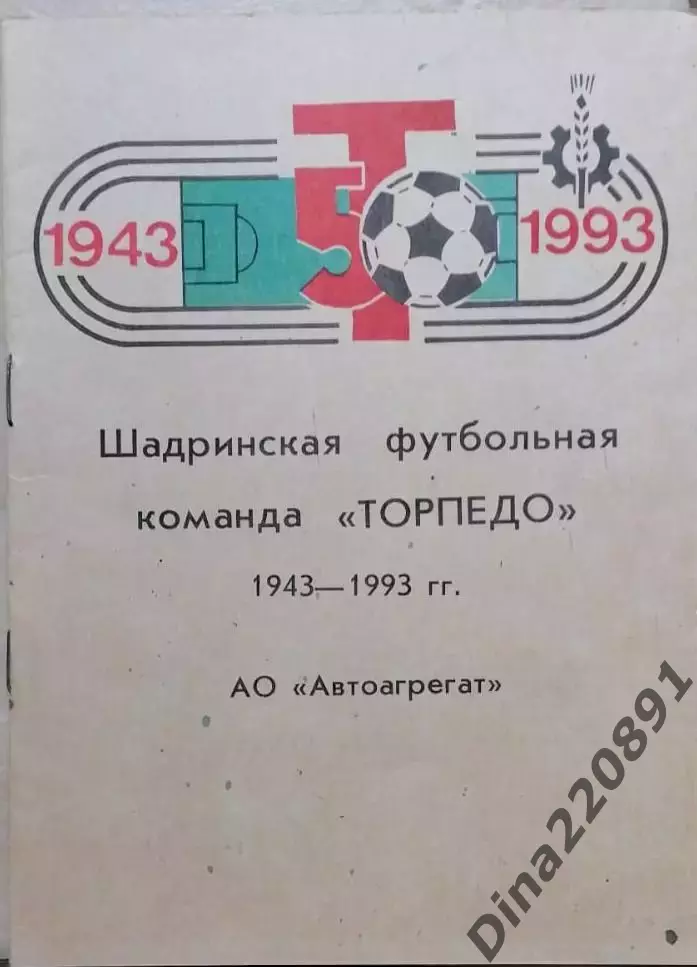 1943
1993
Шадринская футбольная
команда «ТОРПЕДО»
1943—1993 гг.
АО «Автоагрегат»
Dina220891